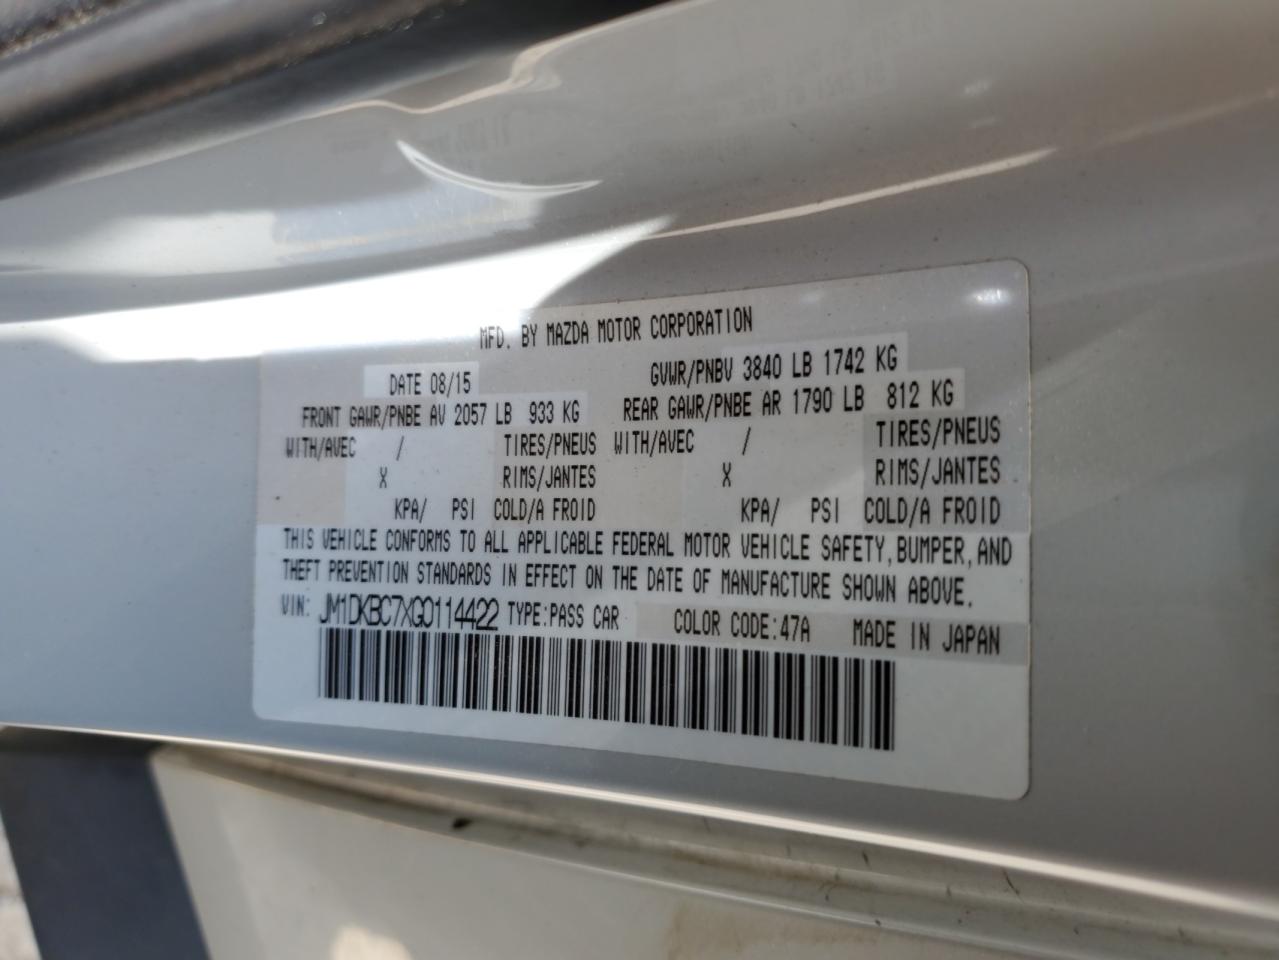 MFD. BY MAZDA MOTOR CORPORATION
DATE 08/15 GVWR/PNBV 3840 LB 1742 KG
FRONT GAWR/PNBE AV 2057 LB 933 KG REAR GAWR/PNBE AR 1790 LB 812 KG
WITH/AVEC / TIRES/PNEUS WITH/AVEC / TIRES/PNEUS
X RIMS/JANTES X RIMS/JANTES
KPA/ PSI COLD/A FROID KPA/ PSI COLD/A FROID
THIS VEHICLE CONFORMS TO ALL APPLICABLE FEDERAL MOTOR VEHICLE SAFETY, BUMPER, AND
THEFT PREVENTION STANDARDS IN EFFECT ON THE DATE OF MANUFACTURE SHOWN ABOVE.
VIN: JM1DKBC7XG0114422 TYPE:PASS CAR COLOR CODE:47A MADE IN JAPAN